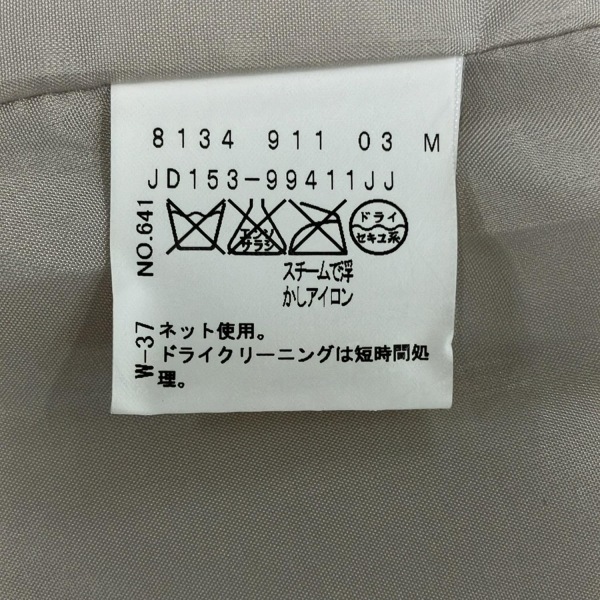 8134 911 03 M
JD153-99411JJ
NO.641
エンソ
サラシ
ドライ
セキユ系
スチームで浮
かしアイロン
W-37
ネット使用。
ドライクリーニングは短時間処
理。